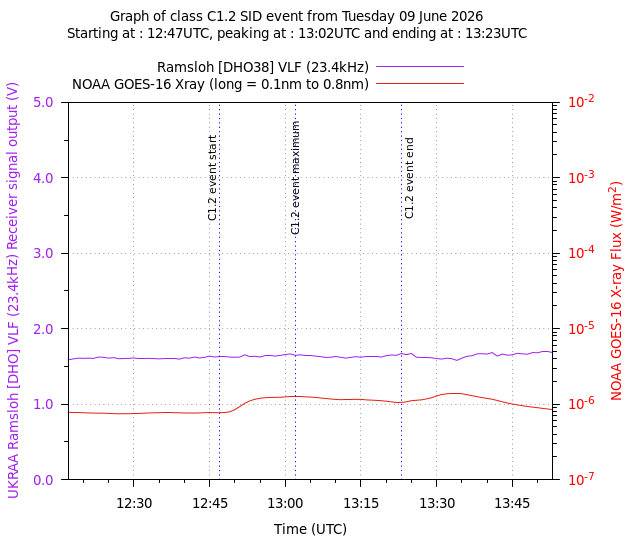 Graph of class C1.2 SID event from Tuesday 09 June 2026
Starting at : 12:47UTC, peaking at : 13:02UTC and ending at : 13:23UTC
Ramsloh [DHO38] VLF (23.4kHz)
NOAA GOES-16 Xray (long = 0.1nm to 0.8nm)
UKRAA Ramsloh [DHO] VLF (23.4kHz) Receiver signal output (V)
5.0
4.0
3.0
2.0
1.0
0.0
C1.2 event start
C1.2 event maximum
C1.2 event end
10-2
10-3
10-4
10-5
10-6
10-7
NOAA GOES-16 X-ray Flux (W/m2)
12:30
12:45
13:00
13:15
13:30
13:45
Time (UTC)